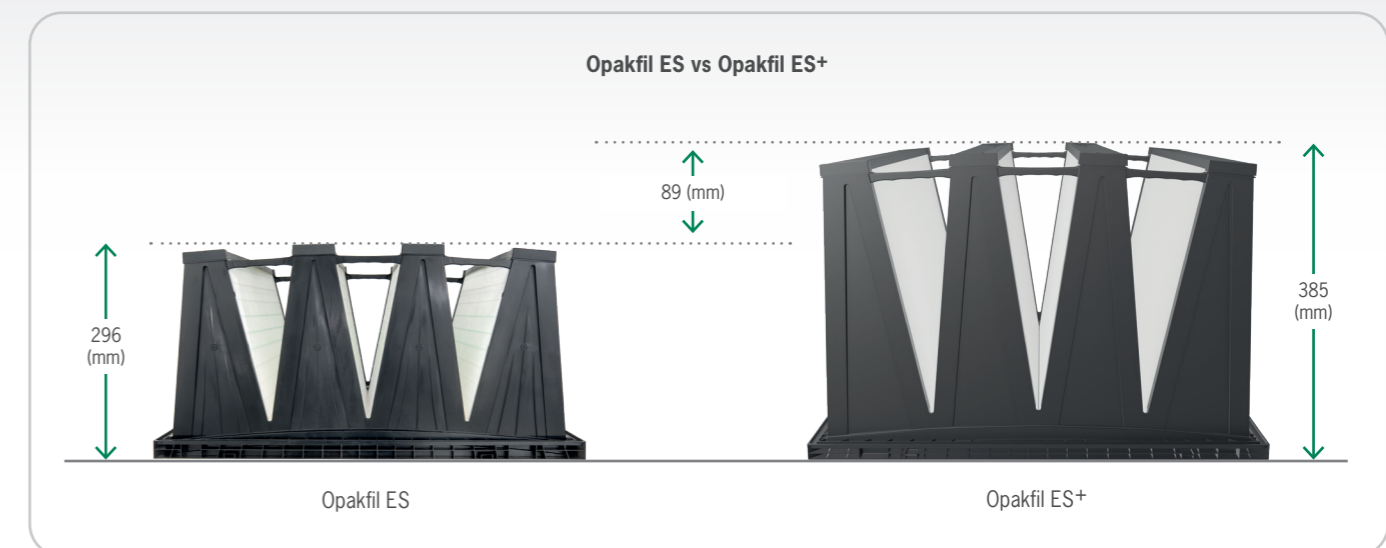 Opakfil ES vs Opakfil ES+
89 (mm)
296
(mm)
385
(mm)
Opakfil ES
Opakfil ES+